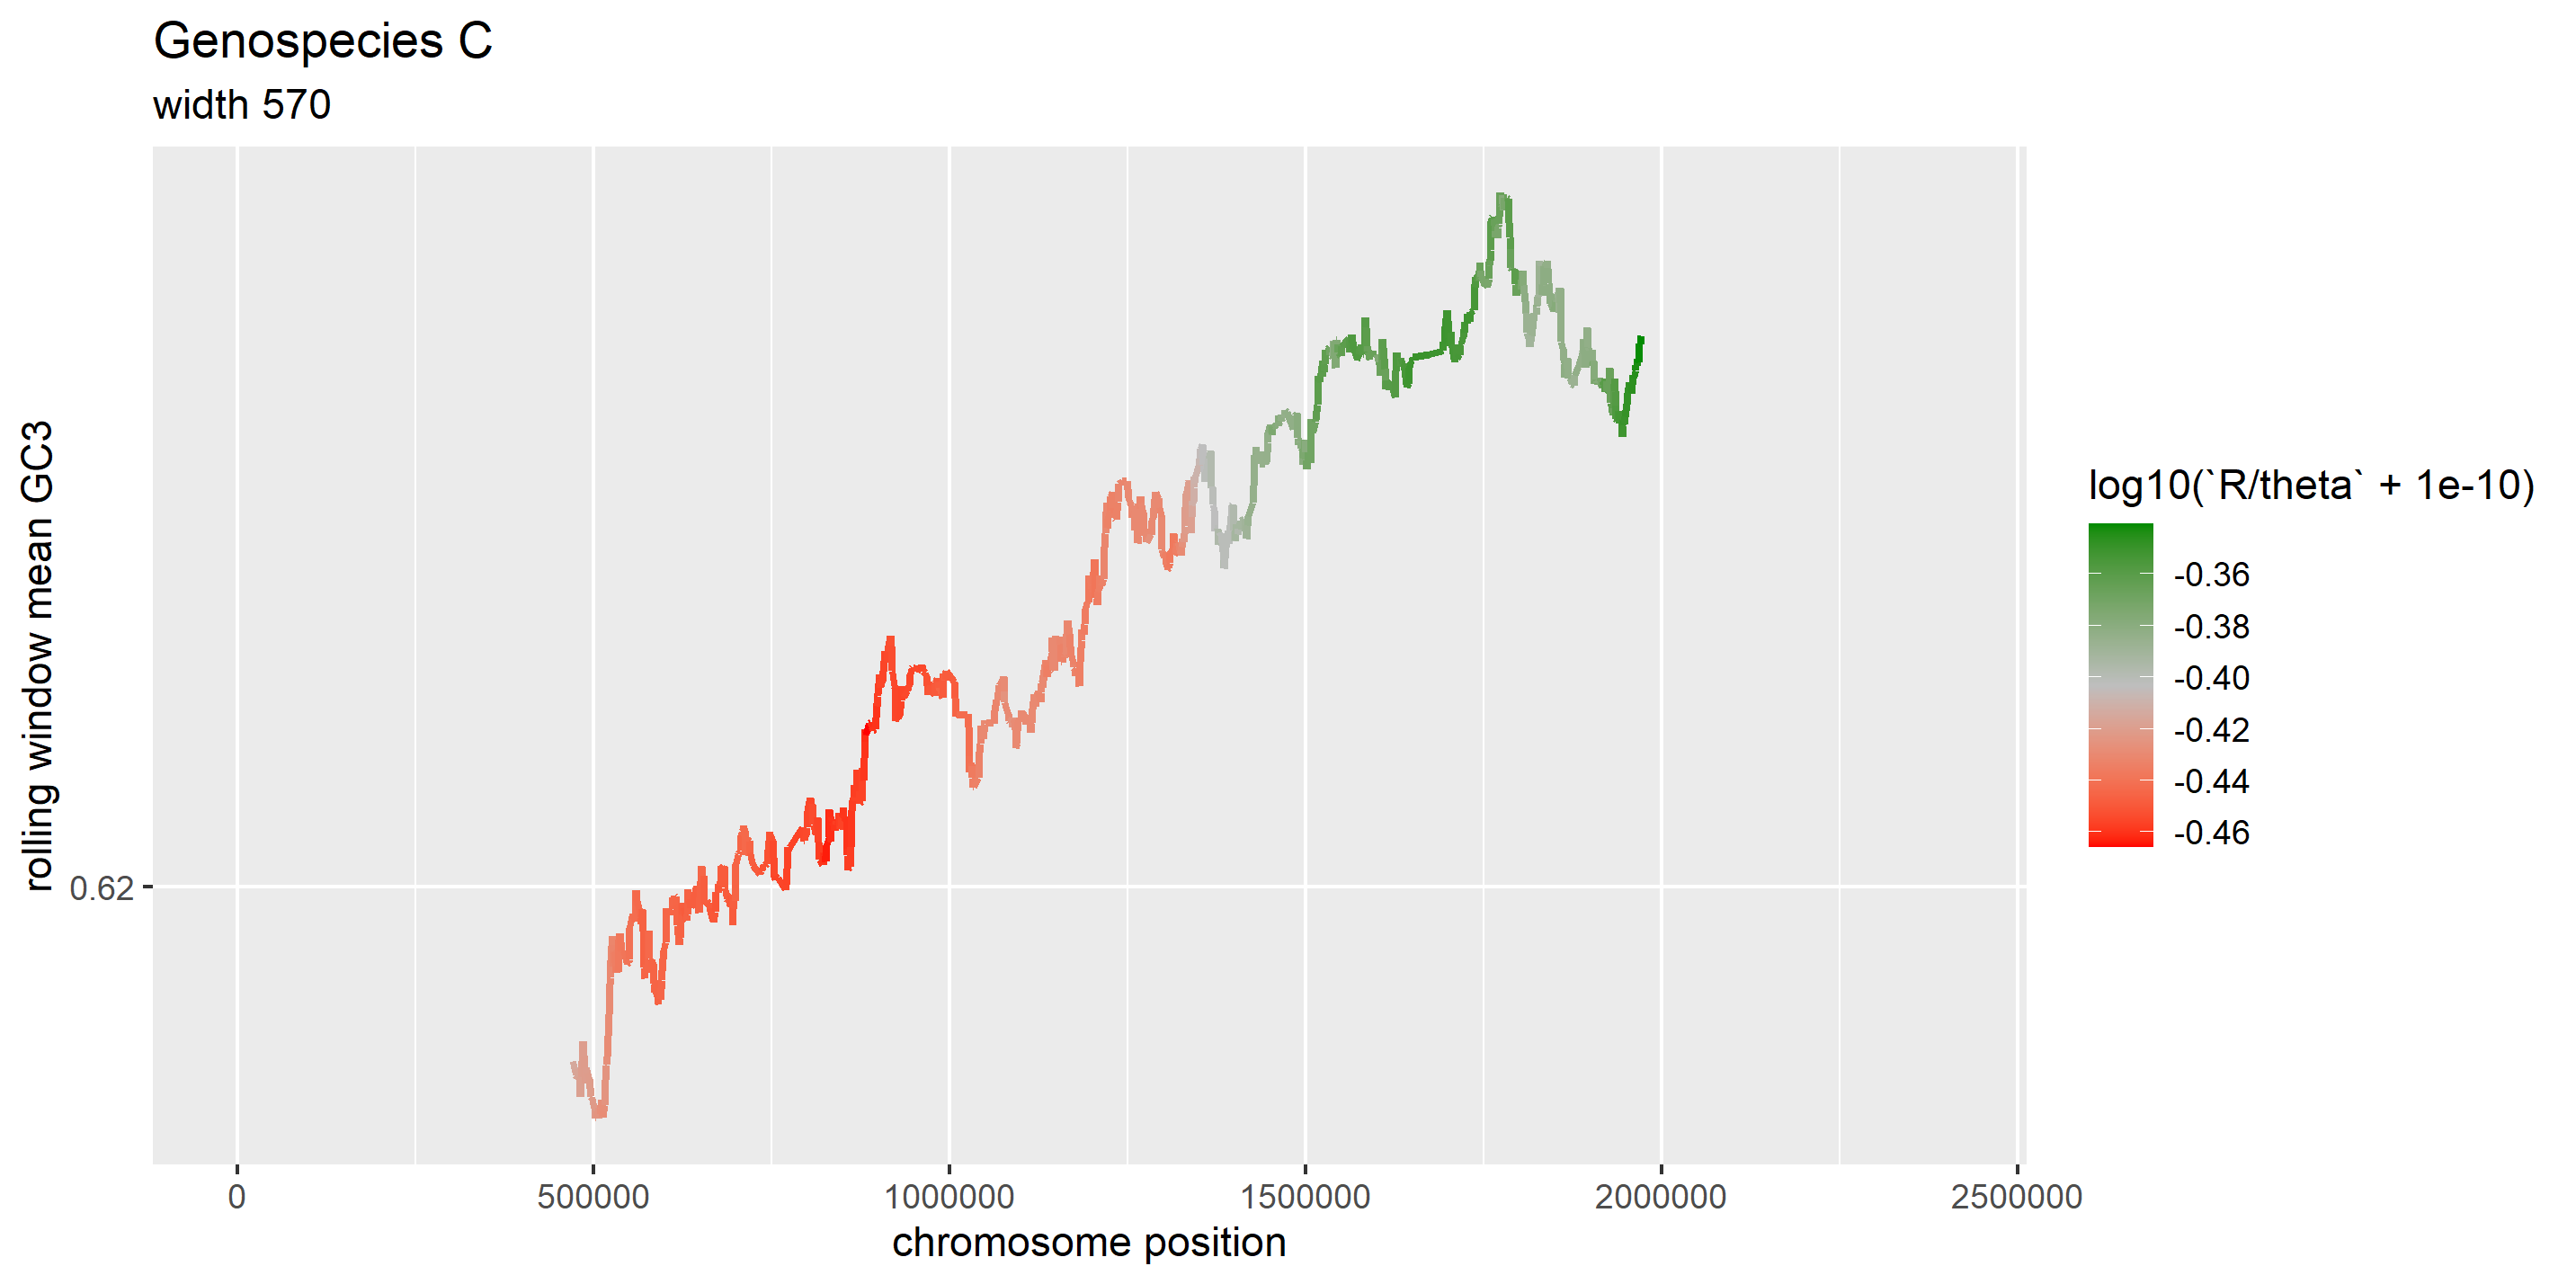 Genospecies C
width 570
rolling window mean GC3
0.62
0
500000
1000000
1500000
2000000
2500000
chromosome position
log10(`R/theta` + 1e-10)
-0.36
-0.38
-0.40
-0.42
-0.44
-0.46